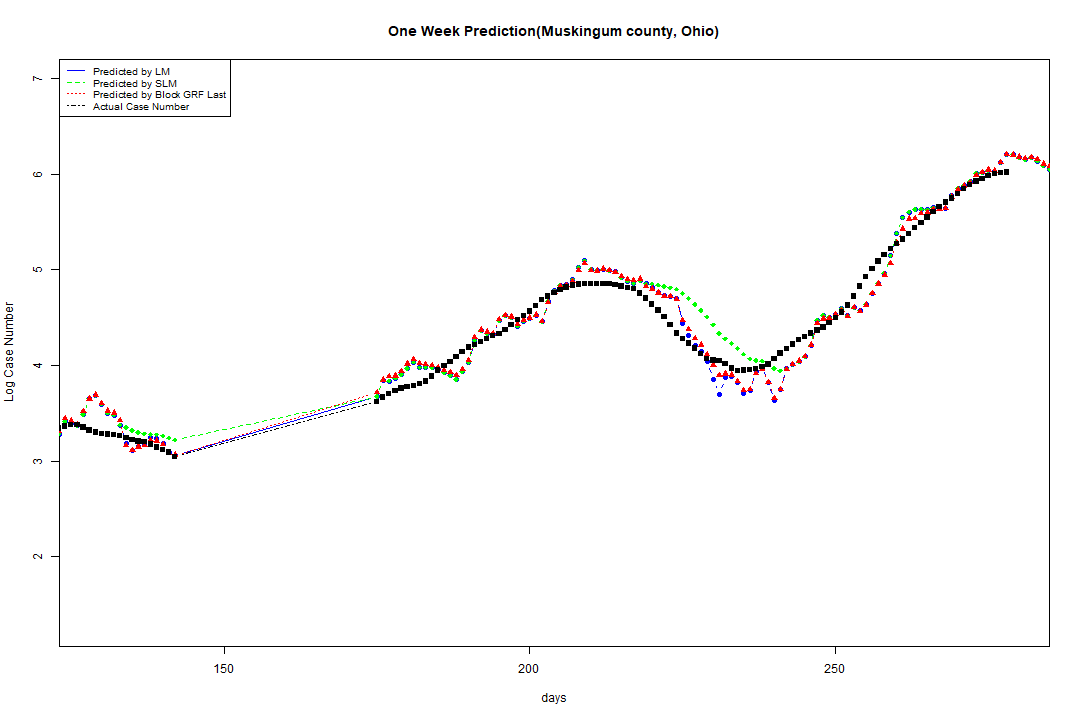 One Week Prediction(Muskingum county, Ohio)
Predicted by LM
Predicted by SLM
Predicted by Block GRF Last
Actual Case Number
7
6
5
4
3
2
Log Case Number
150
200
250
days